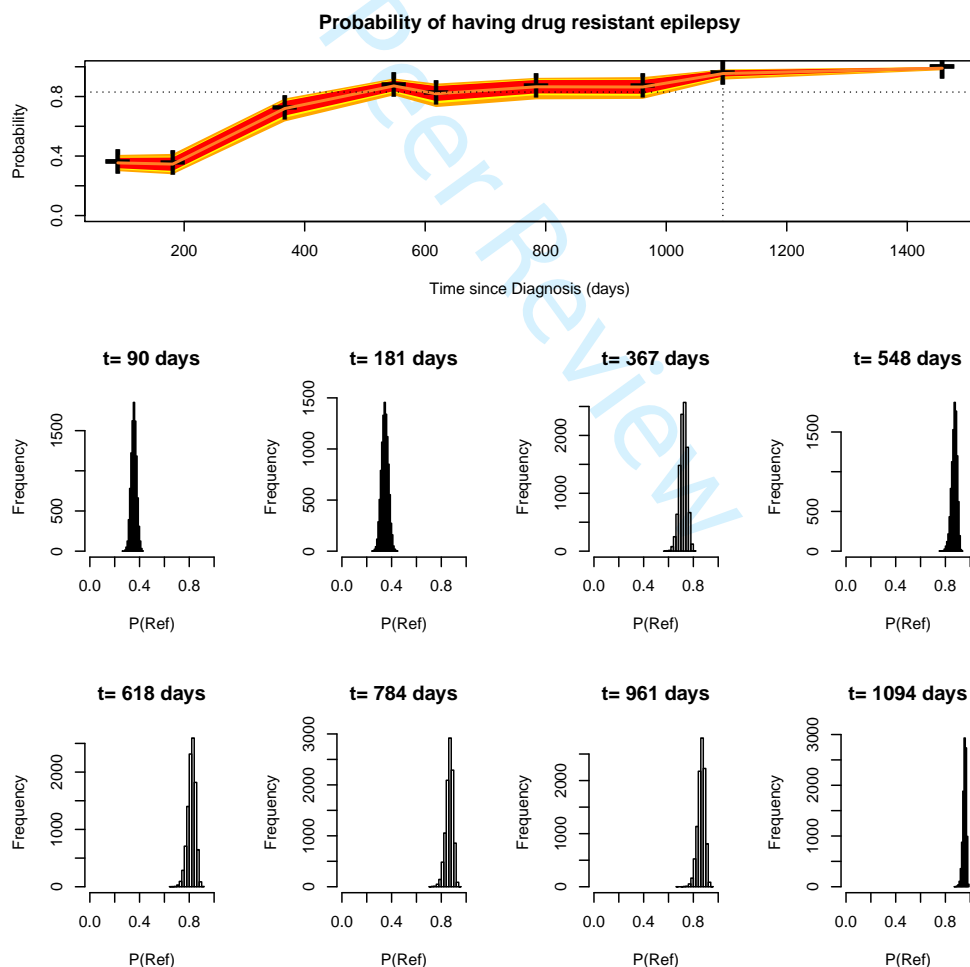 Probability of having drug resistant epilepsy
Probability
0.0 0.4 0.8
200 400 600 800 1000 1200 1400
Time since Diagnosis (days)
Peer Review
t= 90 days
Frequency
0 500 1500
0.0 0.4 0.8
P(Ref)
t= 181 days
Frequency
0 500 1000 1500
0.0 0.4 0.8
P(Ref)
t= 367 days
Frequency
0 1000 2000
0.0 0.4 0.8
P(Ref)
t= 548 days
Frequency
0 500 1500
0.0 0.4 0.8
P(Ref)
t= 618 days
Frequency
0 1000 2000
0.0 0.4 0.8
P(Ref)
t= 784 days
Frequency
0 1000 2000 3000
0.0 0.4 0.8
P(Ref)
t= 961 days
Frequency
0 1000 2000
0.0 0.4 0.8
P(Ref)
t= 1094 days
Frequency
0 1000 2000 3000
0.0 0.4 0.8
P(Ref)